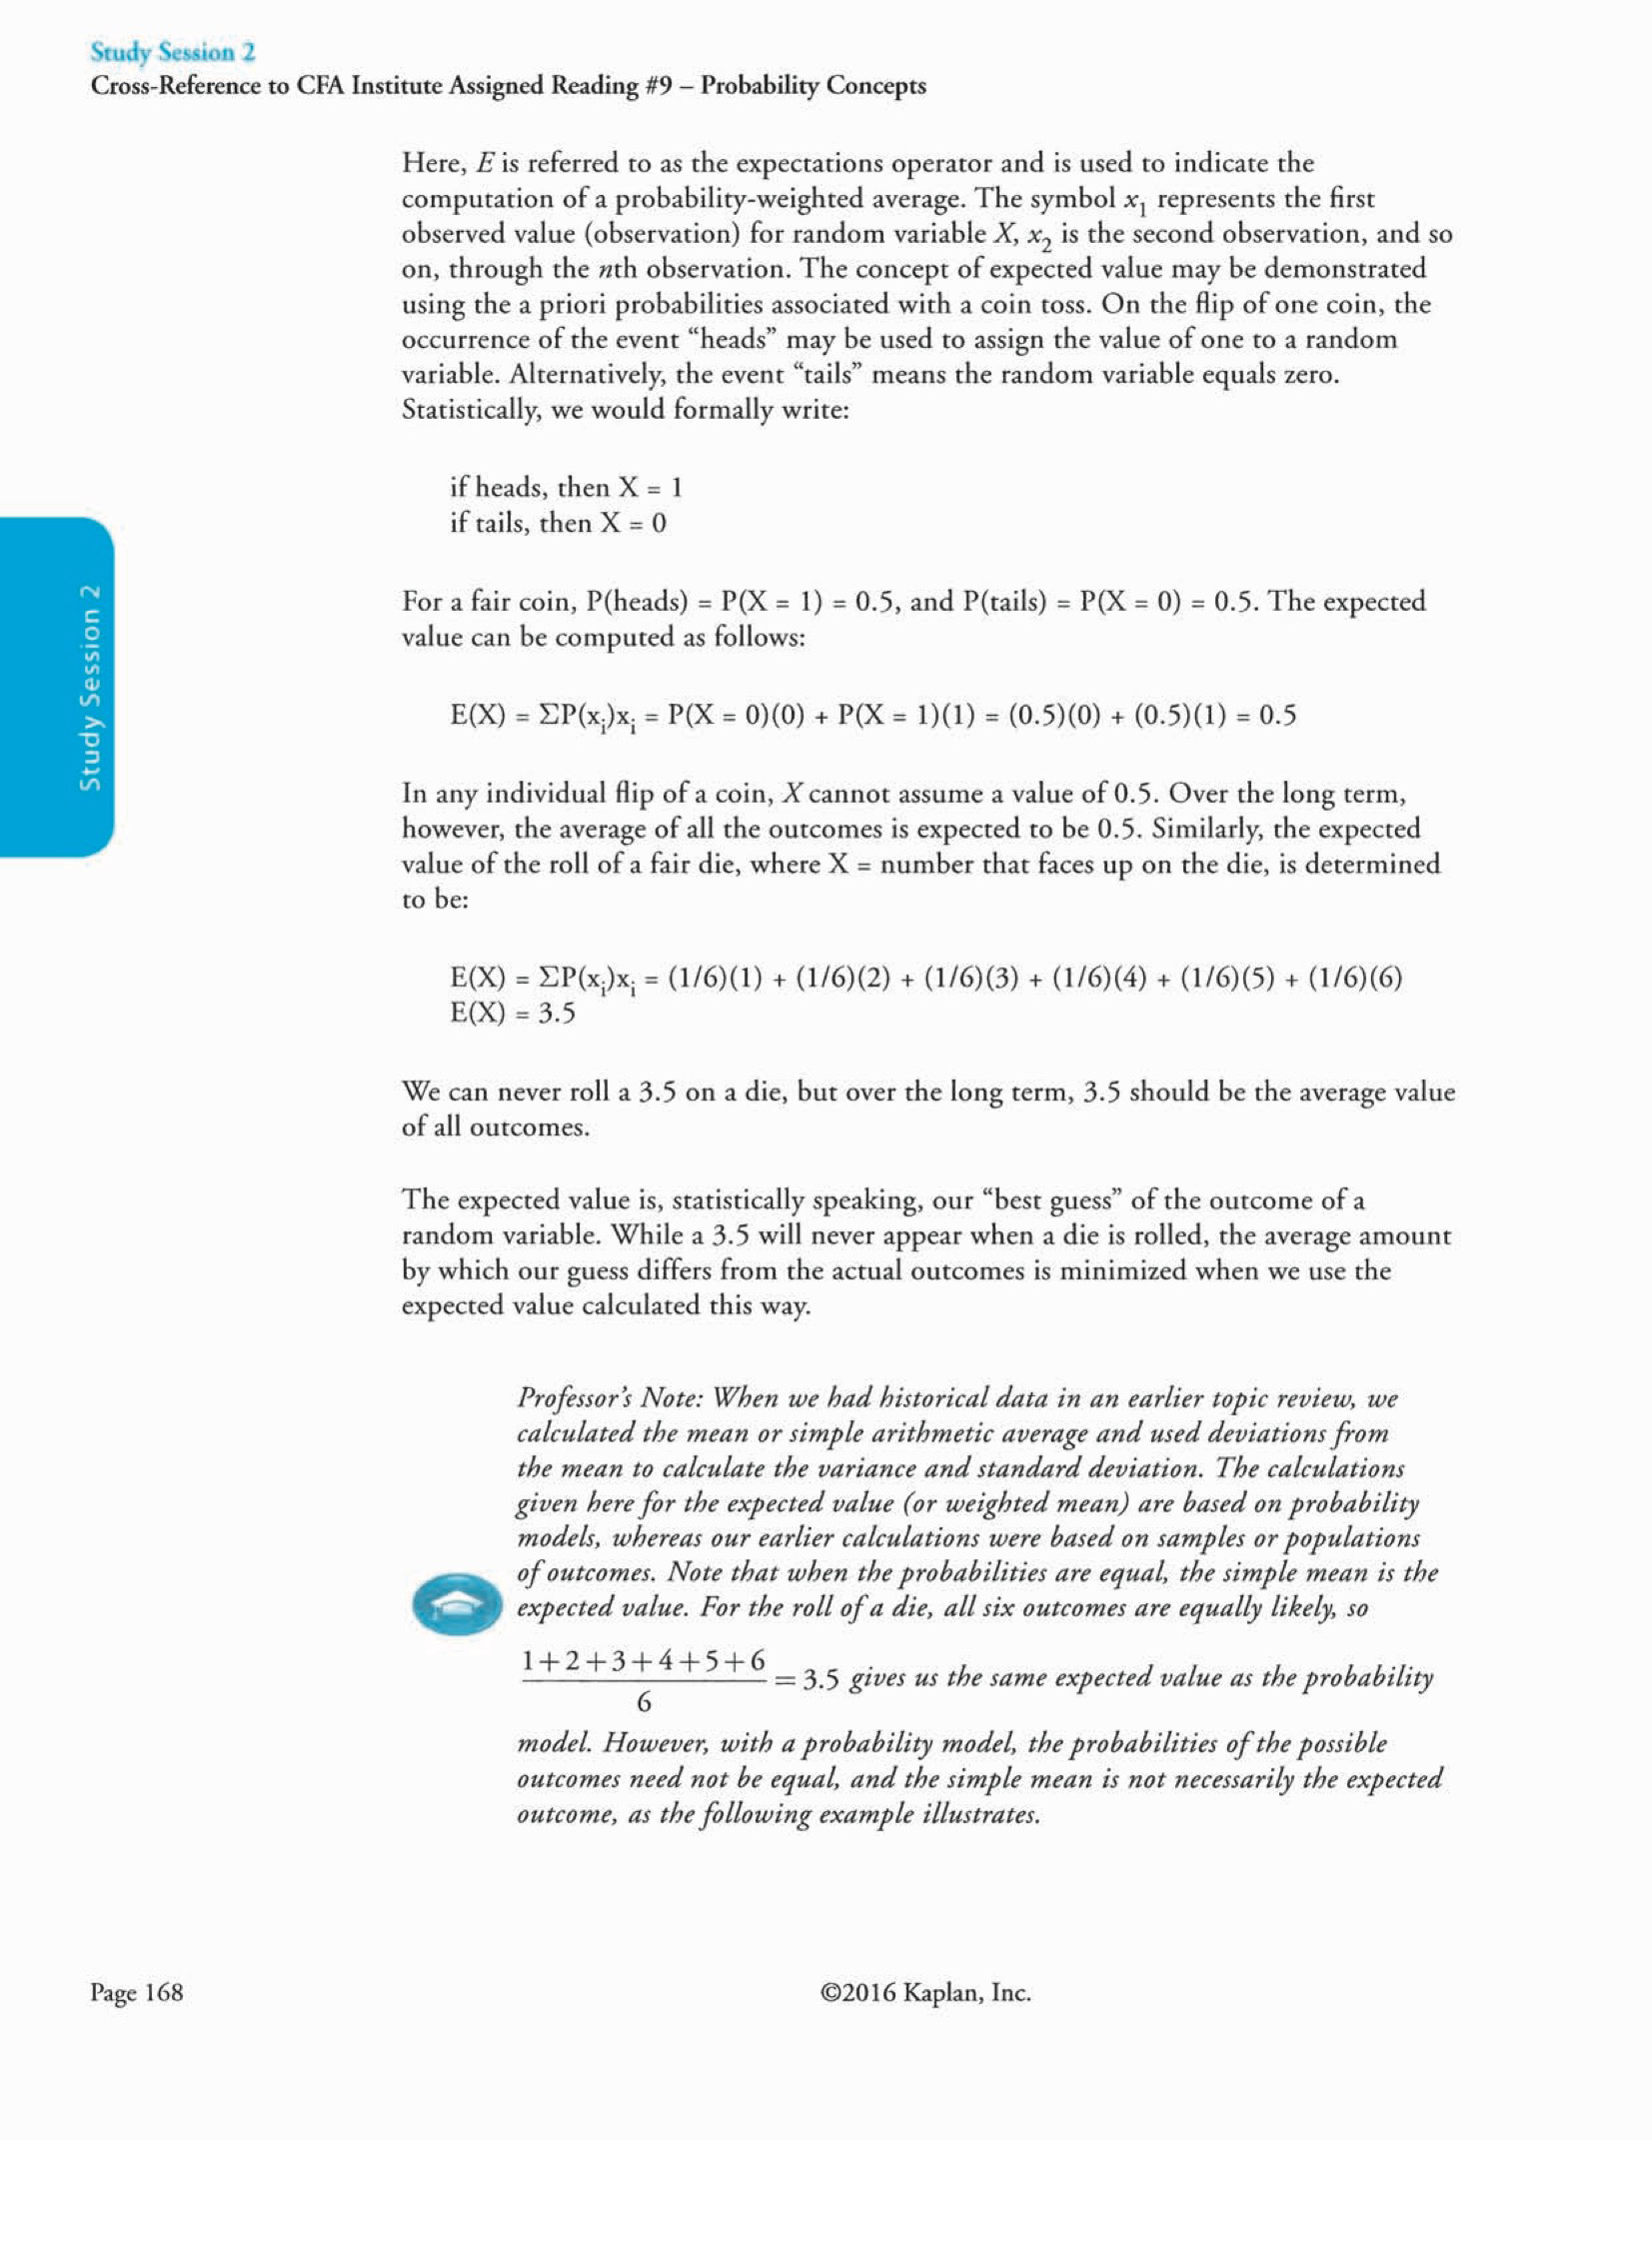 Study Session 2
Cross-Reference to CFA Institute Assigned Reading #9 – Probability Concepts
Here, E is referred to as the expectations operator and is used to indicate the
computation of a probability-weighted average. The symbol x₁ represents the first
observed value (observation) for random variable X, x₂ is the second observation, and so
on, through the nth observation. The concept of expected value may be demonstrated
using the a priori probabilities associated with a coin toss. On the flip of one coin, the
occurrence of the event “heads” may be used to assign the value of one to a random
variable. Alternatively, the event “tails” means the random variable equals zero.
Statistically, we would formally write:
if heads, then X = 1
if tails, then X = 0
Study Session 2
For a fair coin, P(heads) = P(X = 1) = 0.5, and P(tails) = P(X = 0) = 0.5. The expected
value can be computed as follows:
E(X) = ΣP(xᵢ)xᵢ = P(X = 0)(0) + P(X = 1)(1) = (0.5)(0) + (0.5)(1) = 0.5
In any individual flip of a coin, X cannot assume a value of 0.5. Over the long term,
however, the average of all the outcomes is expected to be 0.5. Similarly, the expected
value of the roll of a fair die, where X = number that faces up on the die, is determined
to be:
E(X) = ΣP(xᵢ)xᵢ = (1/6)(1) + (1/6)(2) + (1/6)(3) + (1/6)(4) + (1/6)(5) + (1/6)(6)
E(X) = 3.5
We can never roll a 3.5 on a die, but over the long term, 3.5 should be the average value
of all outcomes.
The expected value is, statistically speaking, our “best guess” of the outcome of a
random variable. While a 3.5 will never appear when a die is rolled, the average amount
by which our guess differs from the actual outcomes is minimized when we use the
expected value calculated this way.
Professor’s Note: When we had historical data in an earlier topic review, we
calculated the mean or simple arithmetic average and used deviations from
the mean to calculate the variance and standard deviation. The calculations
given here for the expected value (or weighted mean) are based on probability
models, whereas our earlier calculations were based on samples or populations
of outcomes. Note that when the probabilities are equal, the simple mean is the
expected value. For the roll of a die, all six outcomes are equally likely, so
1+2+3+4+5+6
6
= 3.5 gives us the same expected value as the probability
model. However, with a probability model, the probabilities of the possible
outcomes need not be equal, and the simple mean is not necessarily the expected
outcome, as the following example illustrates.
Page 168
©2016 Kaplan, Inc.